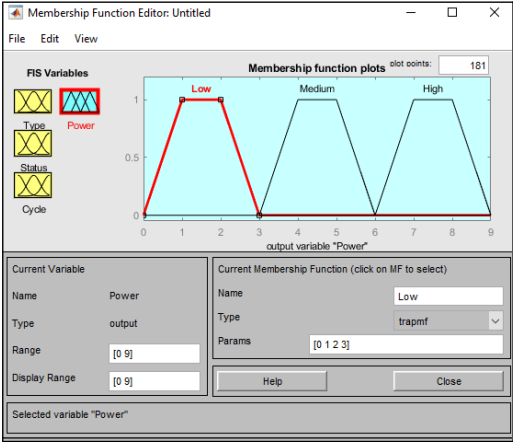 Membership Function Editor: Untitled
File Edit View
FIS Variables
Type
Power
Status
Cycle
Membership function plots
plot points:
181
Low
Medium
High
1
0.5
0
0 1 2 3 4 5 6 7 8 9
output variable "Power"
Current Variable
Name Power
Type output
Range [0 9]
Display Range [0 9]
Current Membership Function (click on MF to select)
Name Low
Type trapmf
Params [0 1 2 3]
Help
Close
Selected variable "Power"